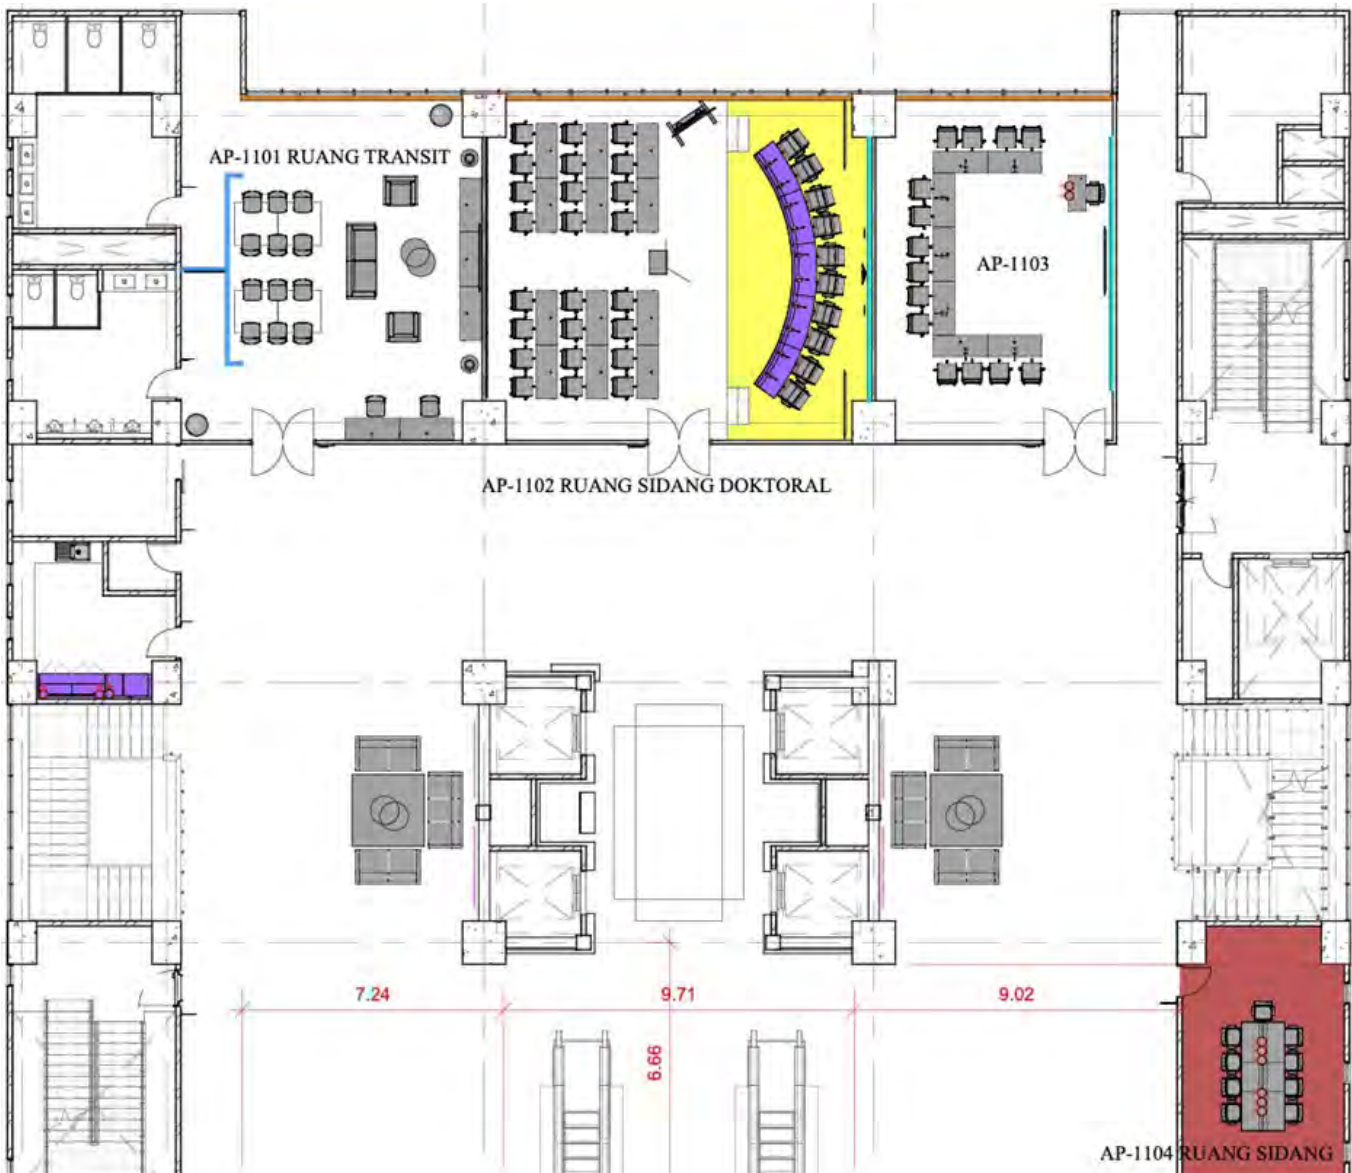 AP-1101 RUANG TRANSIT
AP-1103
AP-1102 RUANG SIDANG DOKTORAL
7.24
9.71
9.02
6.66
AP-1104 RUANG SIDANG